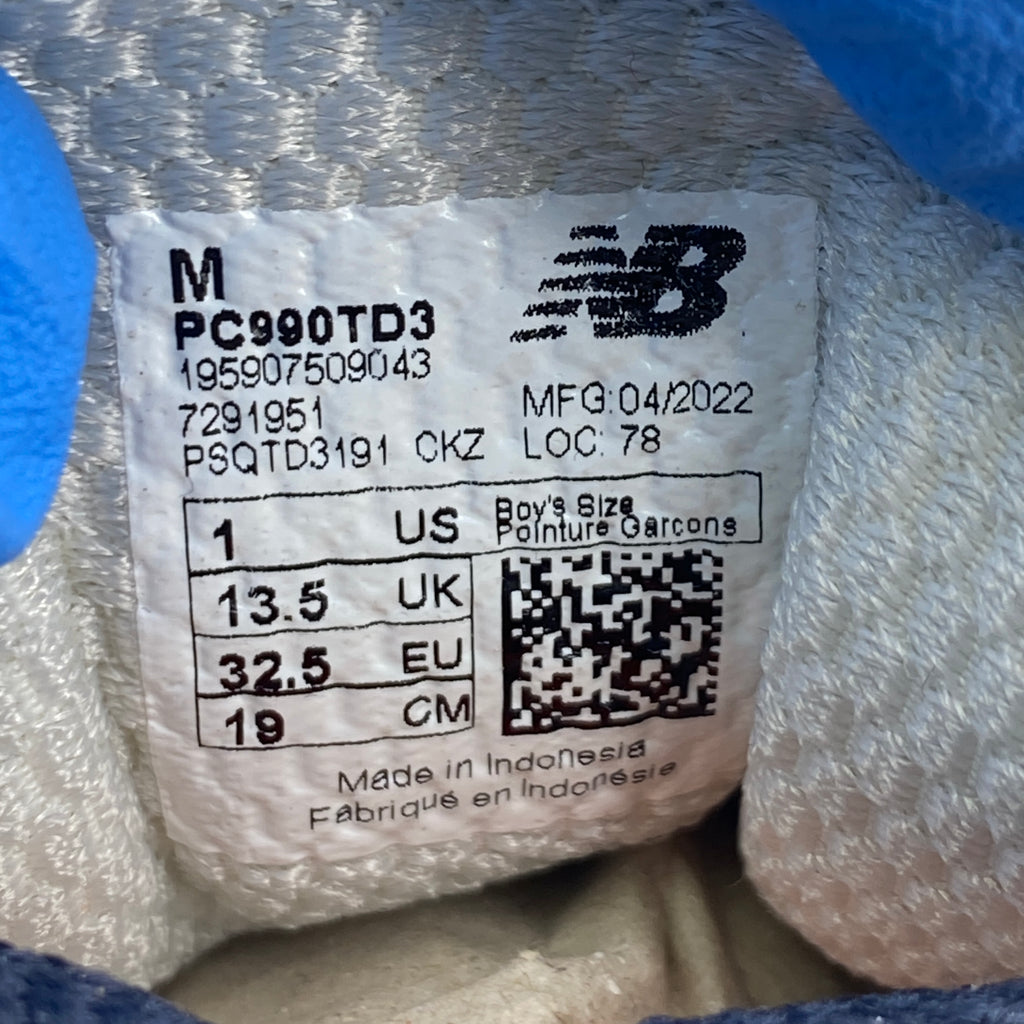 M
NB
PC990TD3
195907509043
7291951
MFG:04/2022
PSQTD3191 CKZ
LOC: 78
1 US
Boy's Size
Pointure Garcons
13.5 UK
32.5 EU
19 CM
Made in Indonesia
Fabriqué en Indonésie